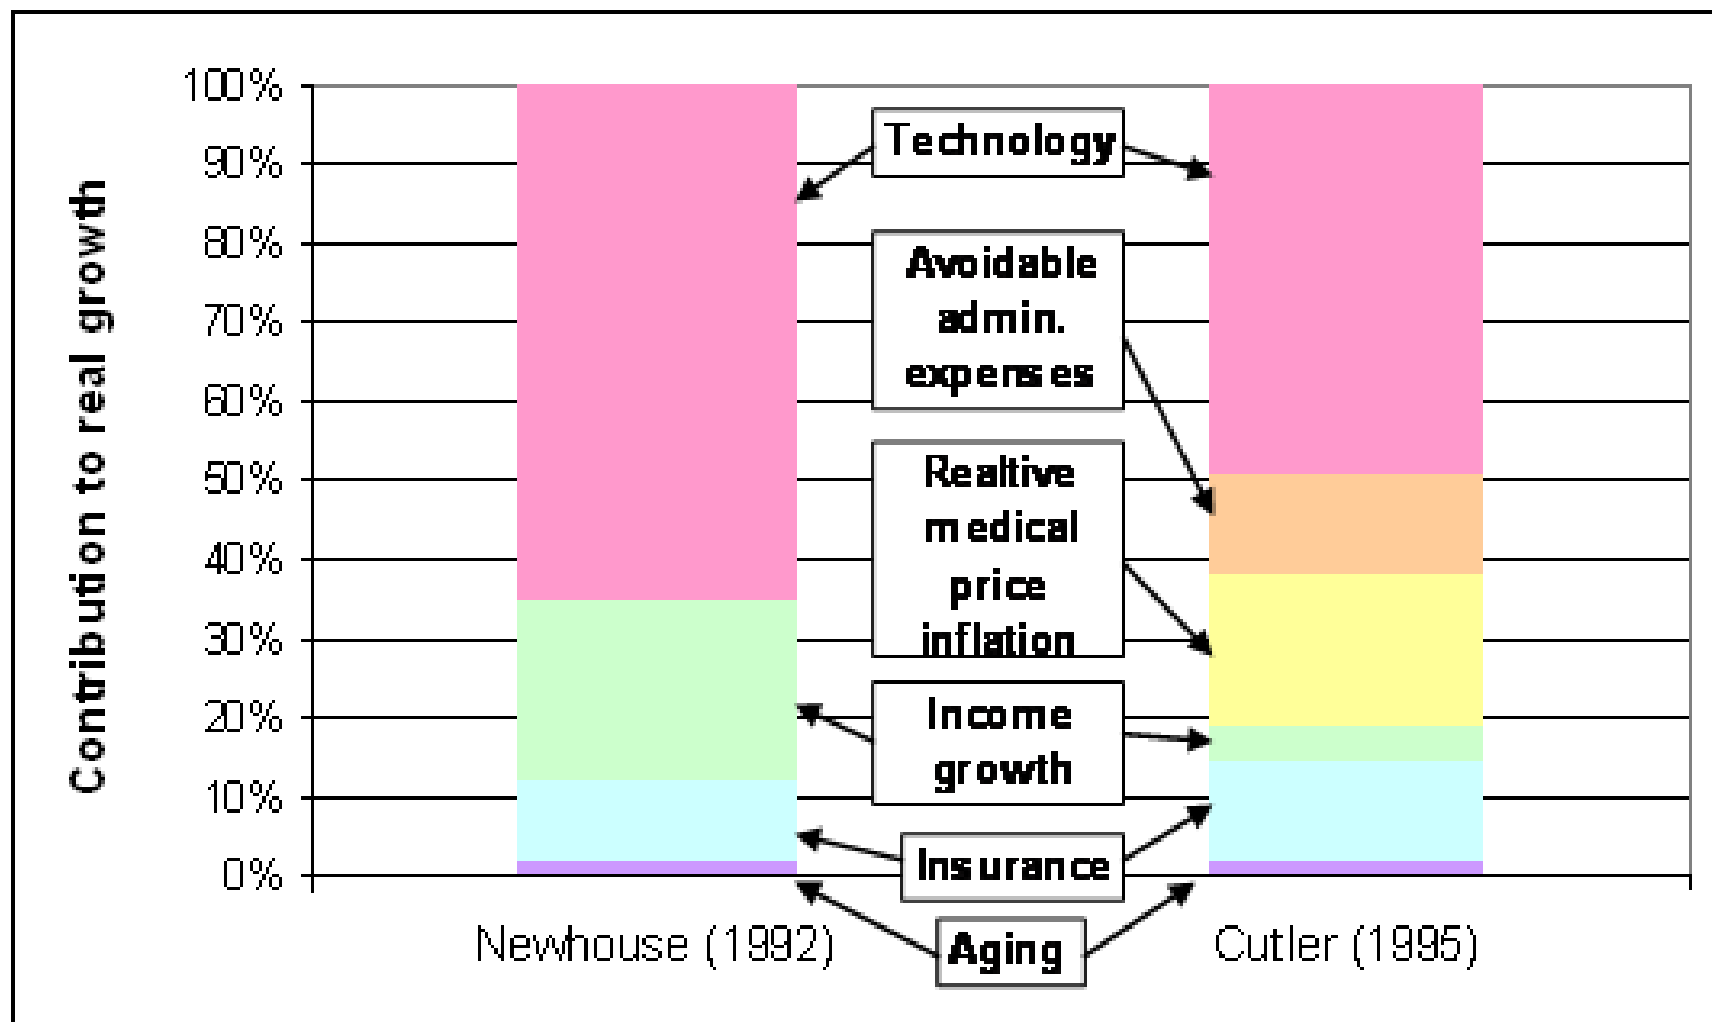 Contribution to real growth
100%
90%
80%
70%
60%
50%
40%
30%
20%
10%
0%
Technology
Avoidable
admin.
expenses
Realtive
medical
price
inflation
Income
growth
Insurance
Aging
Newhouse (1992)
Cutler (1995)